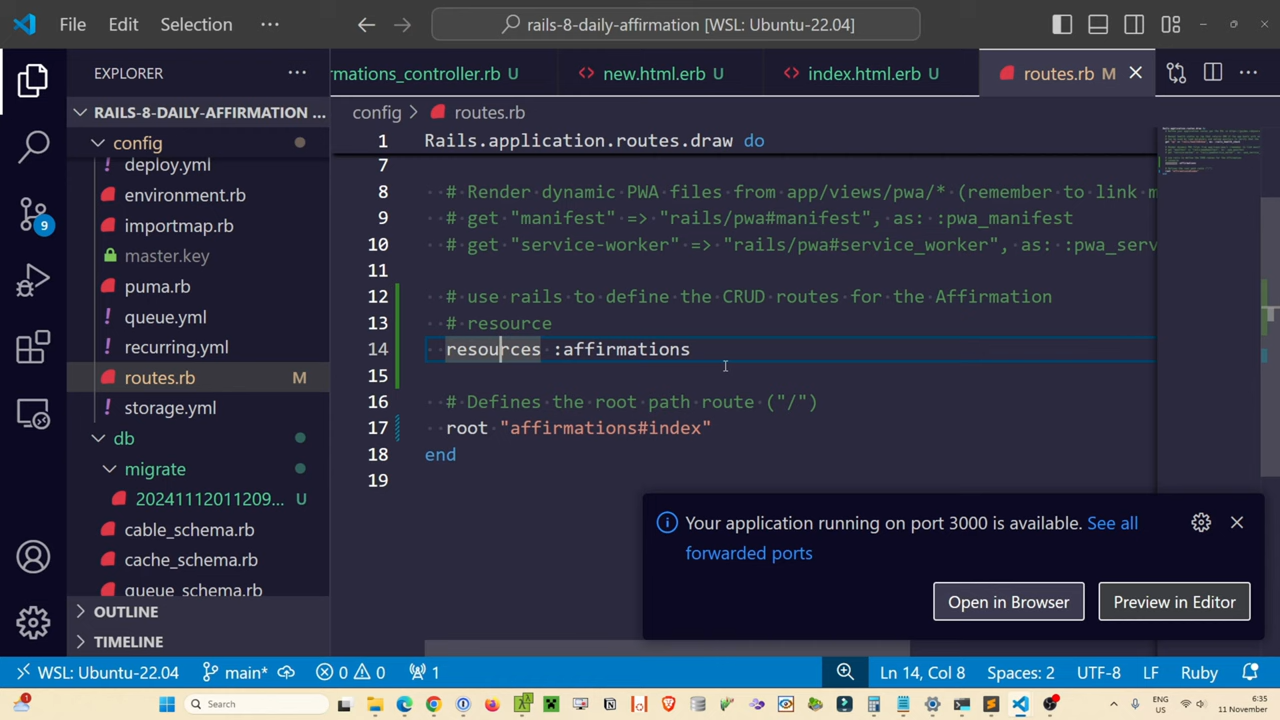 File Edit Selection ···
rails-8-daily-affirmation [WSL: Ubuntu-22.04]
EXPLORER ···
RAILS-8-DAILY-AFFIRMATION ...
config
deploy.yml
environment.rb
importmap.rb
master.key
puma.rb
queue.yml
recurring.yml
routes.rb M
storage.yml
db
migrate
20241112011209... U
cable_schema.rb
cache_schema.rb
queue_schema.rb
OUTLINE
TIMELINE
9
rmations_controller.rb U
new.html.erb U
index.html.erb U
routes.rb M
config > routes.rb
1 Rails.application.routes.draw do
7
8 # Render dynamic PWA files from app/views/pwa/* (remember to link m
9 # get "manifest" => "rails/pwa#manifest", as: :pwa_manifest
10 # get "service-worker" => "rails/pwa#service_worker", as: :pwa_serv
11
12 # use rails to define the CRUD routes for the Affirmation
13 # resource
14 resources :affirmations
15
16 # Defines the root path route ("/")
17 root "affirmations#index"
18 end
19
Your application running on port 3000 is available. See all
forwarded ports
Open in Browser Preview in Editor
WSL: Ubuntu-22.04 main* 0 0 1 Ln 14, Col 8 Spaces: 2 UTF-8 LF Ruby
1 Search ENG 6:35
US 11 November